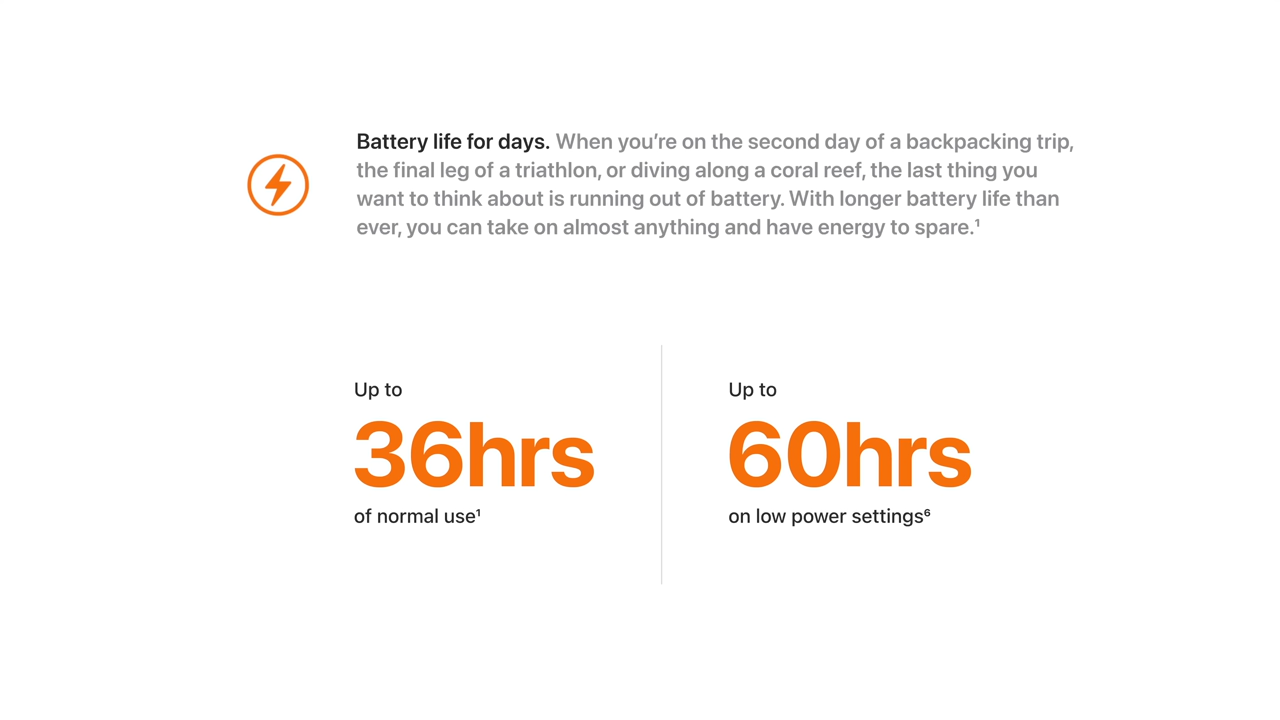 Battery life for days. When you’re on the second day of a backpacking trip,
the final leg of a triathlon, or diving along a coral reef, the last thing you
want to think about is running out of battery. With longer battery life than
ever, you can take on almost anything and have energy to spare.¹
Up to
36hrs
of normal use¹
Up to
60hrs
on low power settings⁶